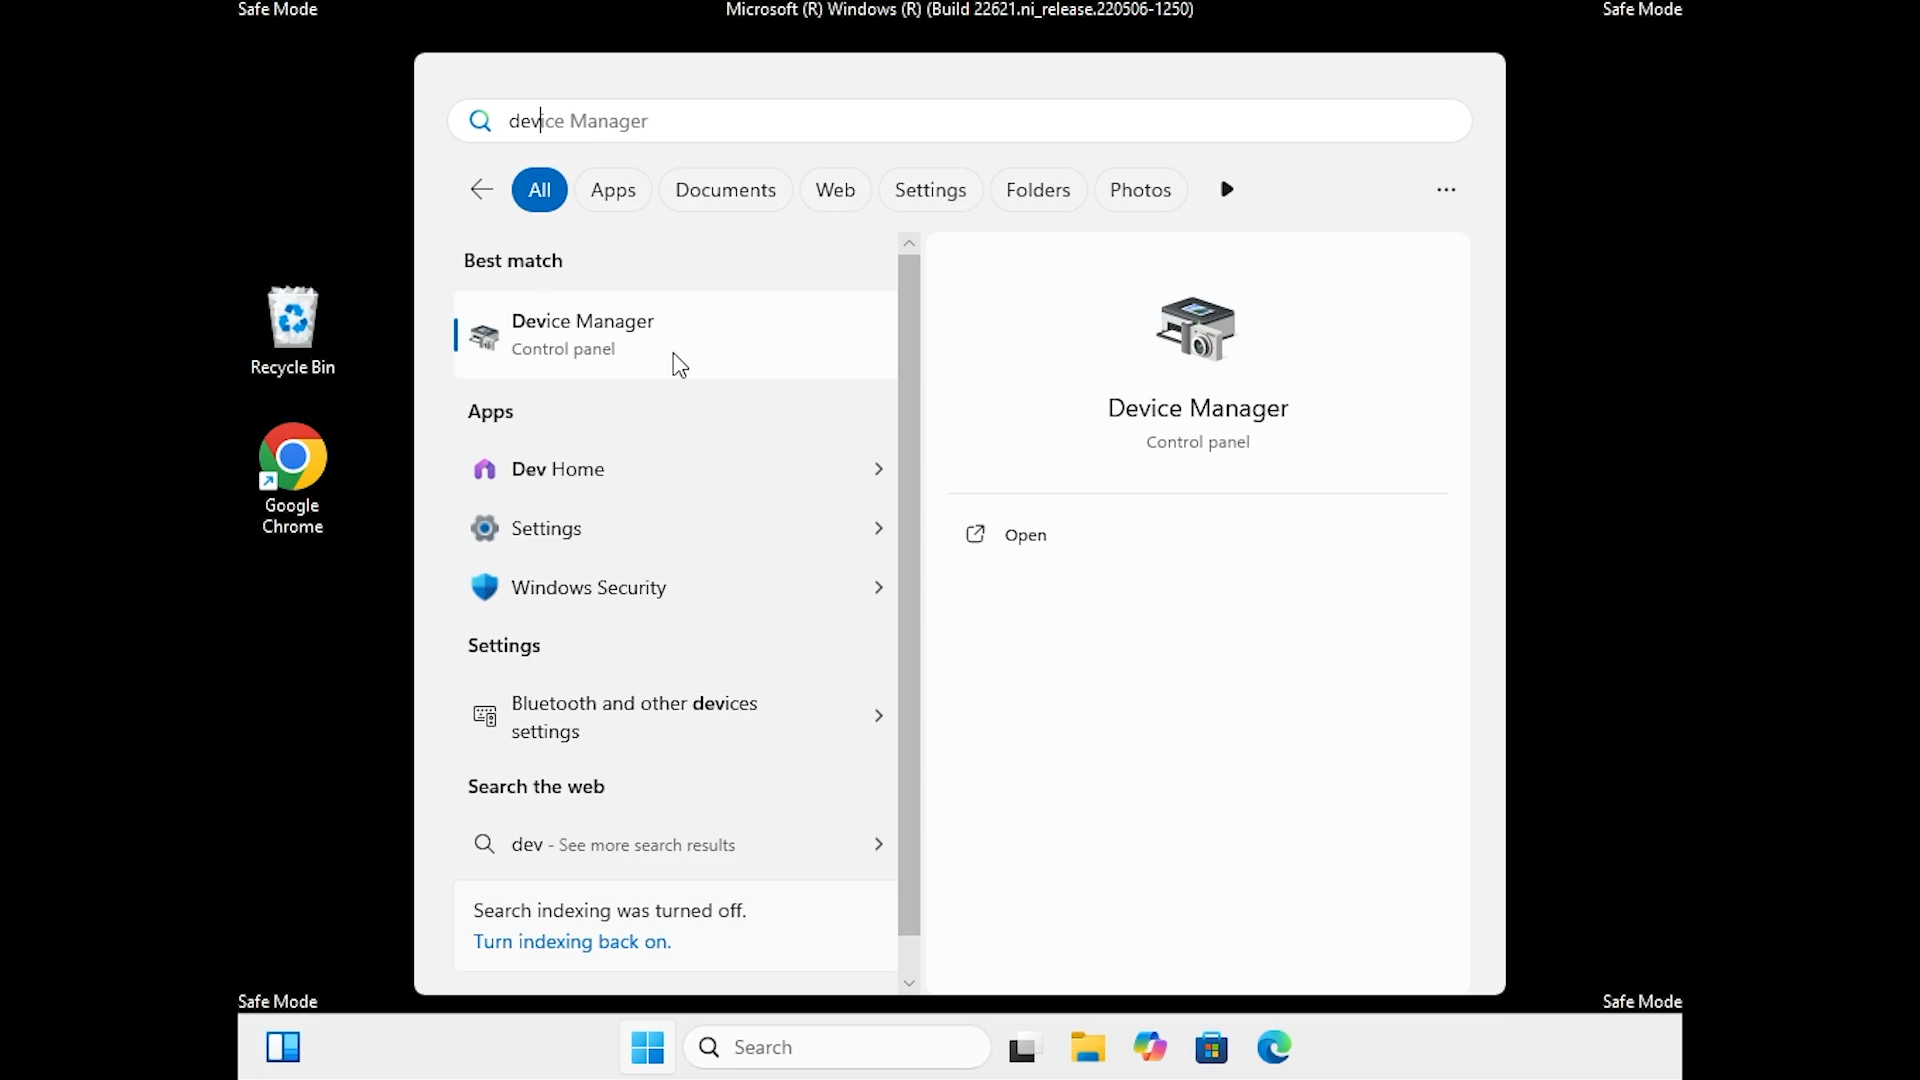 Safe Mode
Microsoft (R) Windows (R) (Build 22621.ni_release.220506-1250)
Safe Mode
device Manager
All
Apps
Documents
Web
Settings
Folders
Photos
Best match
Device Manager
Control panel
Apps
Dev Home
Settings
Windows Security
Settings
Bluetooth and other devices
settings
Search the web
dev - See more search results
Search indexing was turned off.
Turn indexing back on.
Device Manager
Control panel
Open
Recycle Bin
Google
Chrome
Safe Mode
Safe Mode
Search